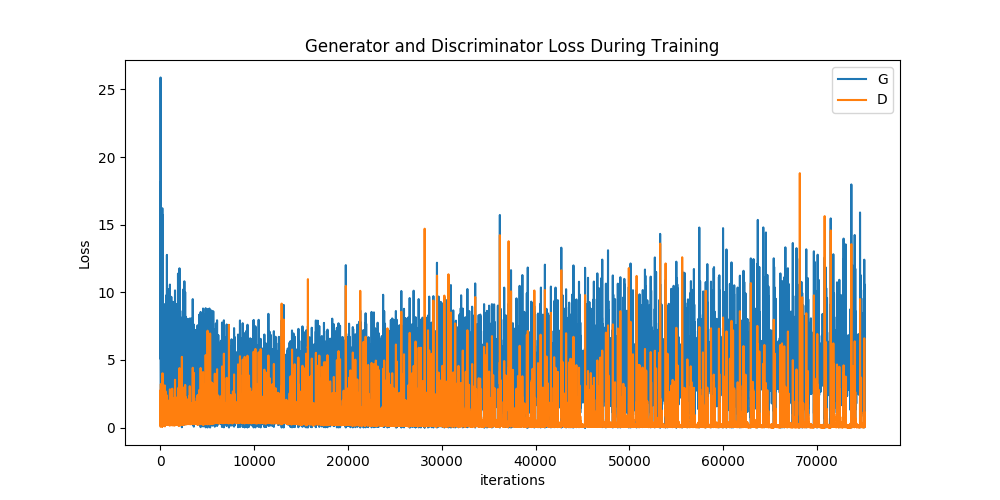 Generator and Discriminator Loss During Training
G
D
Loss
25
20
15
10
5
0
0 10000 20000 30000 40000 50000 60000 70000
iterations